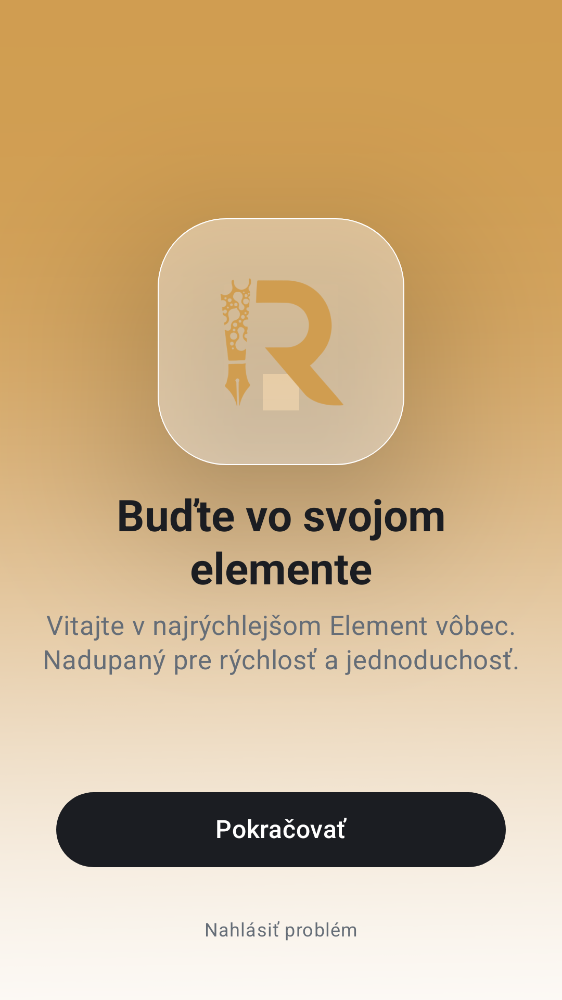 R
Buďte vo svojom
elemente
Vitajte v najrýchlejšom Element vôbec.
Nadupaný pre rýchlosť a jednoduchosť.
Pokračovať
Nahlásiť problém